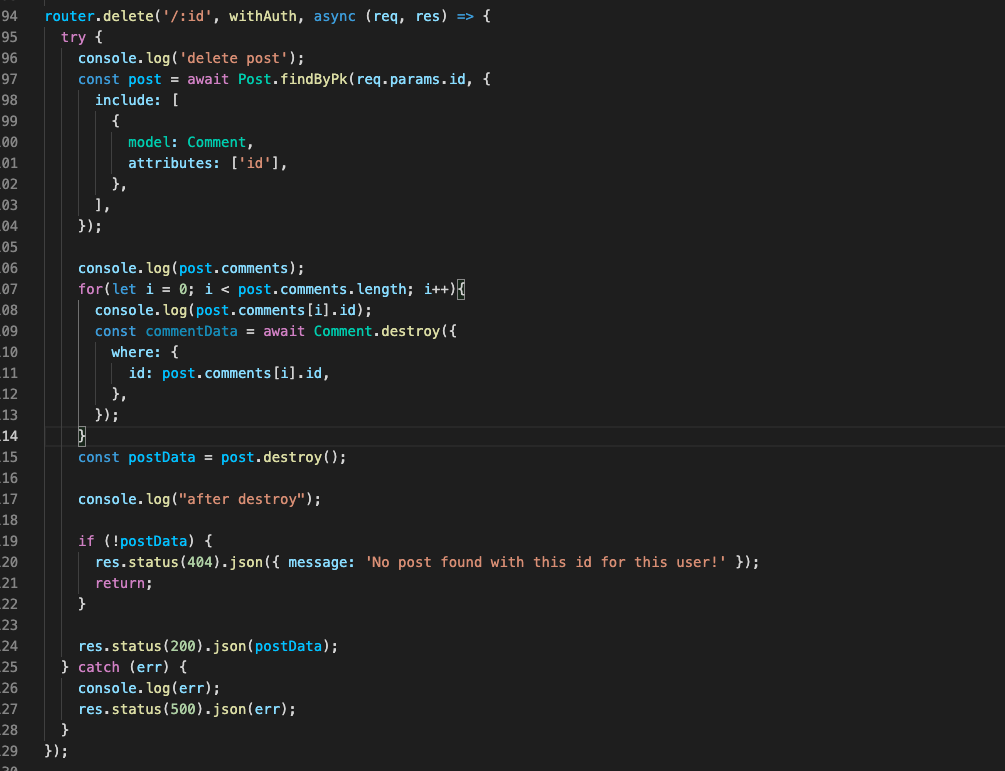 94 router.delete('/:id', withAuth, async (req, res) => {
95 try {
96 console.log('delete post');
97 const post = await Post.findByPk(req.params.id, {
98 include: [
99 {
00 model: Comment,
01 attributes: ['id'],
02 },
03 ],
04 });
05
06 console.log(post.comments);
07 for(let i = 0; i < post.comments.length; i++){
08 console.log(post.comments[i].id);
09 const commentData = await Comment.destroy({
10 where: {
11 id: post.comments[i].id,
12 },
13 });
14 }
15 const postData = post.destroy();
16
17 console.log("after destroy");
18
19 if (!postData) {
20 res.status(404).json({ message: 'No post found with this id for this user!' });
21 return;
22 }
23
24 res.status(200).json(postData);
25 } catch (err) {
26 console.log(err);
27 res.status(500).json(err);
28 }
29 });
30